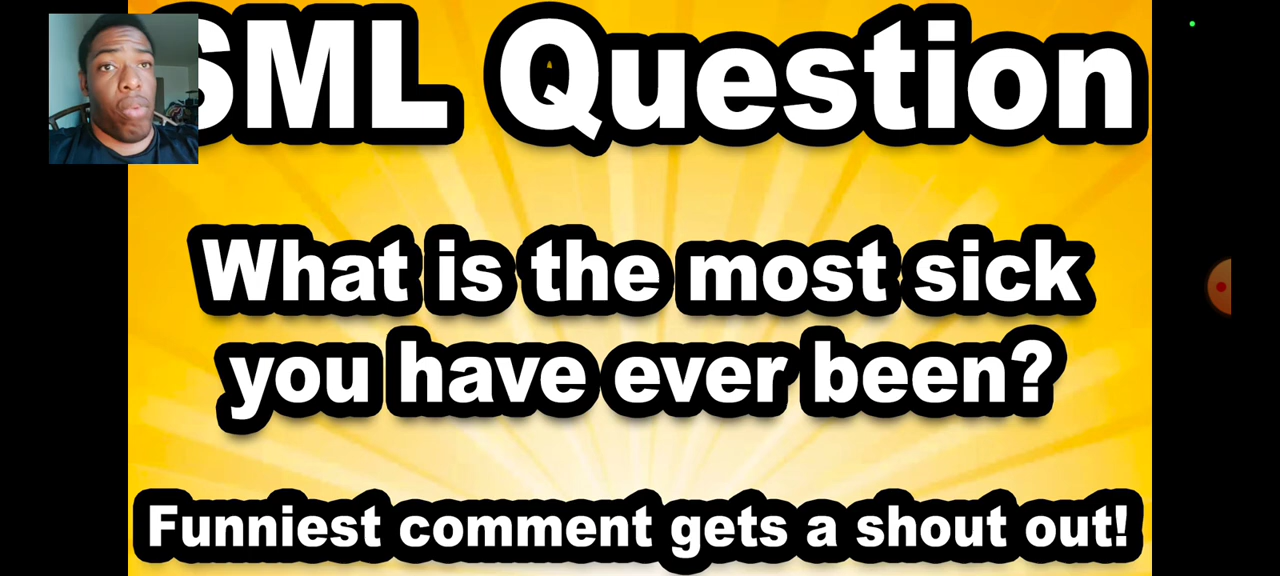 SML Question
What is the most sick
you have ever been?
Funniest comment gets a shout out!